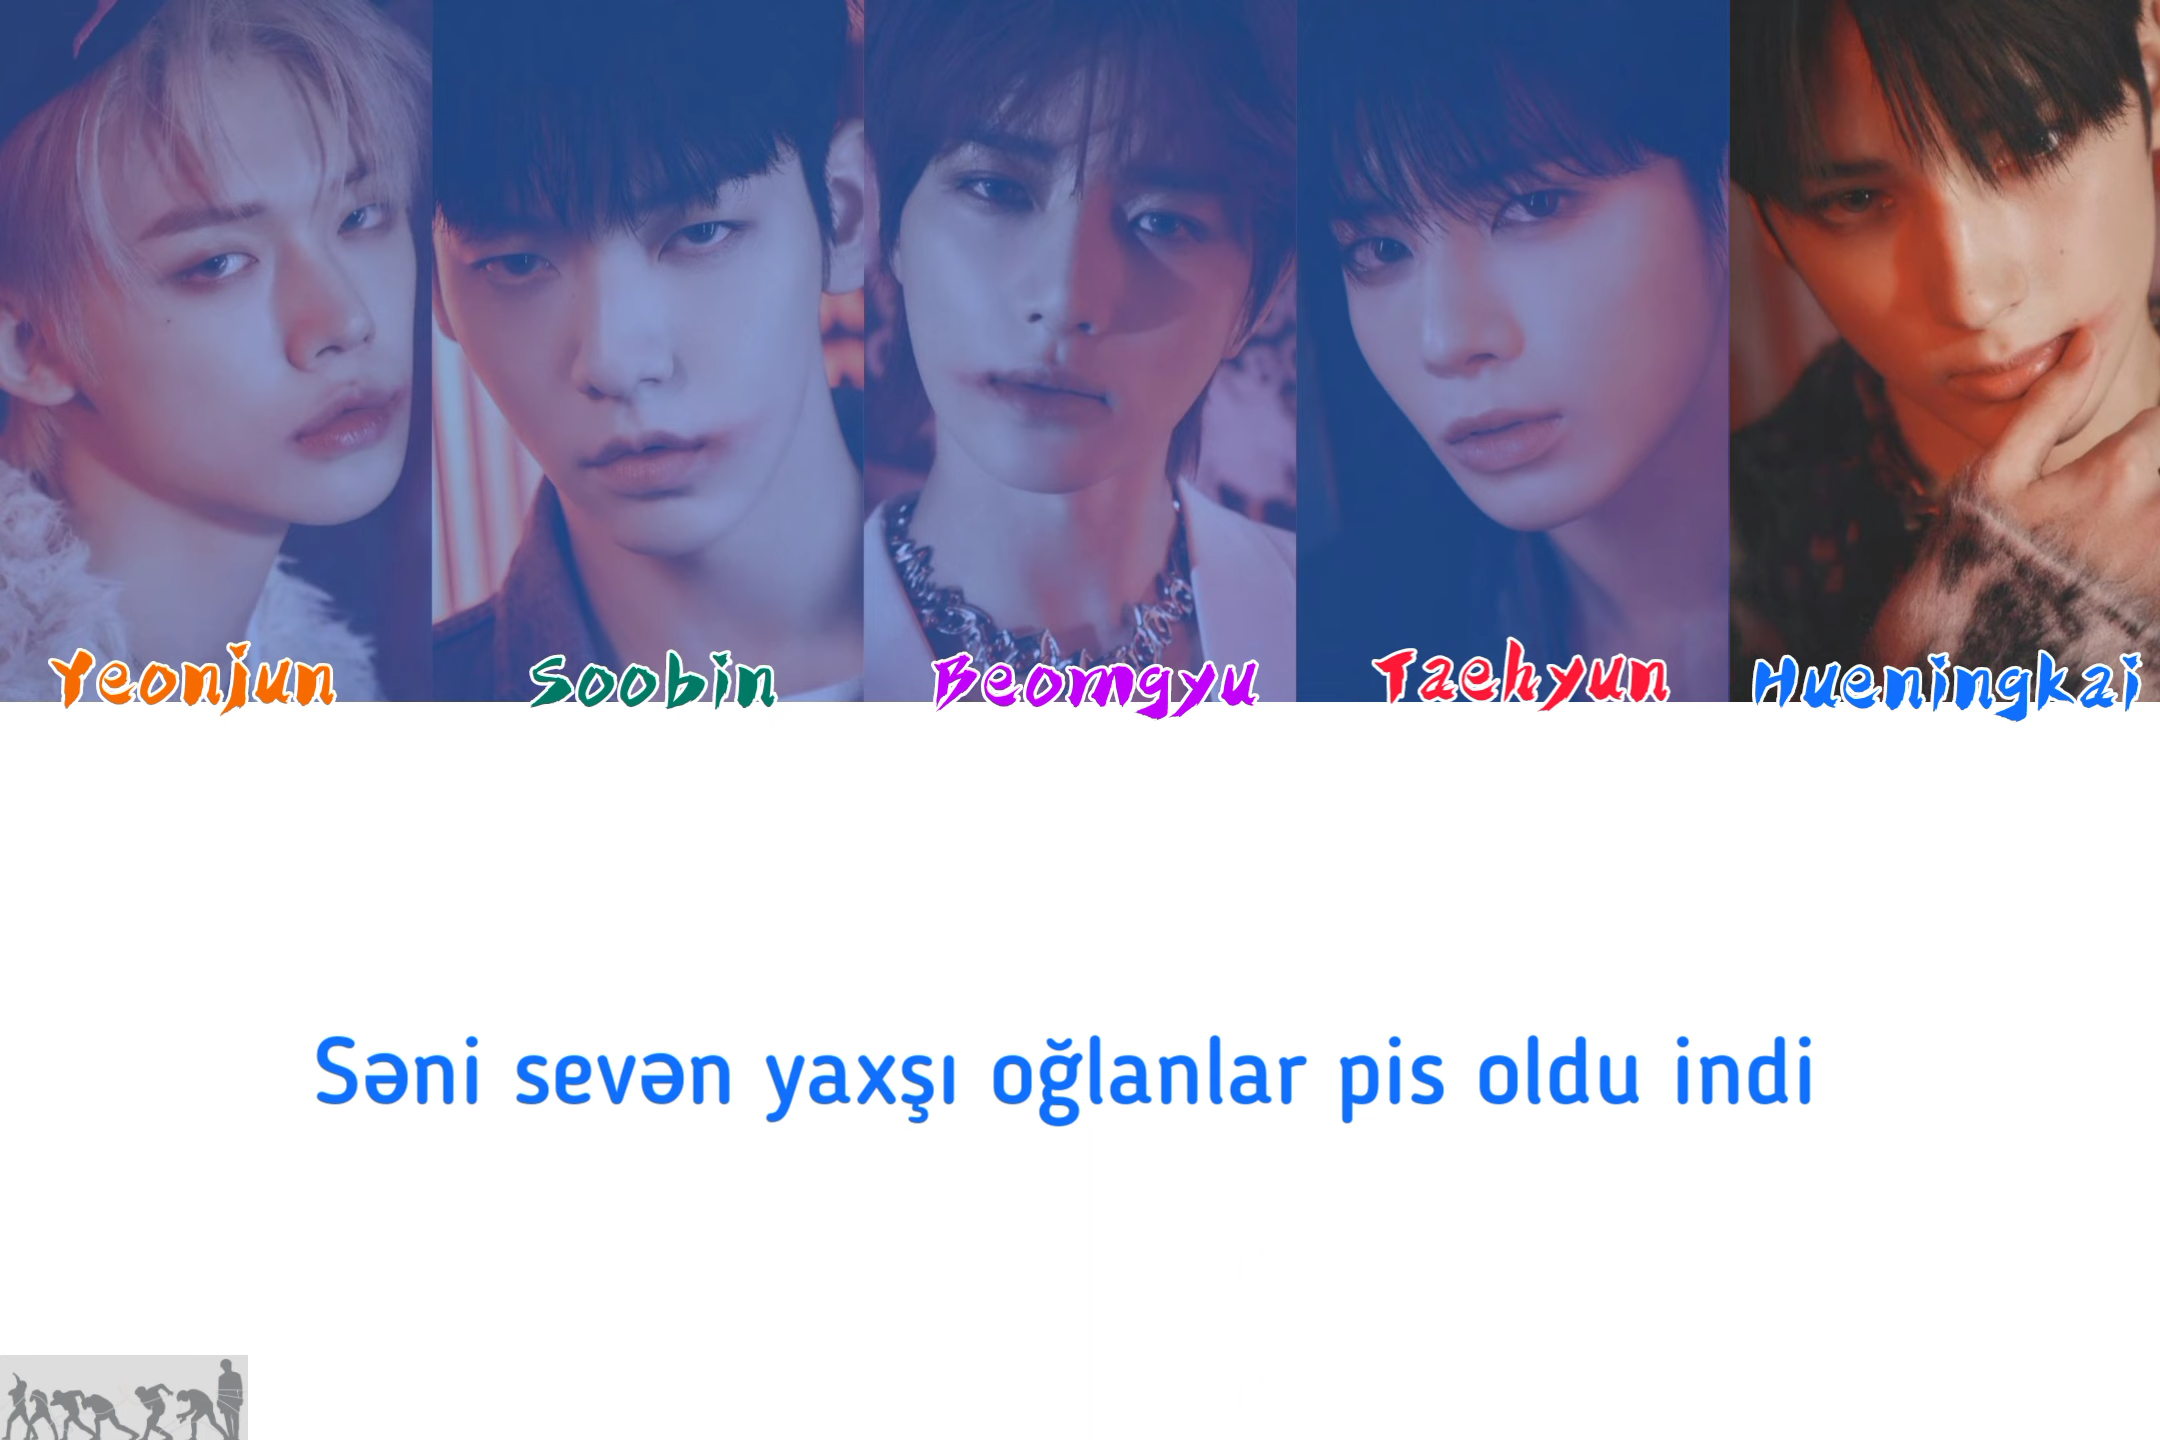 Yeonjun Soobin Beomgyu Taehyun Hueningkai
Səni sevən yaxşı oğlanlar pis oldu indi